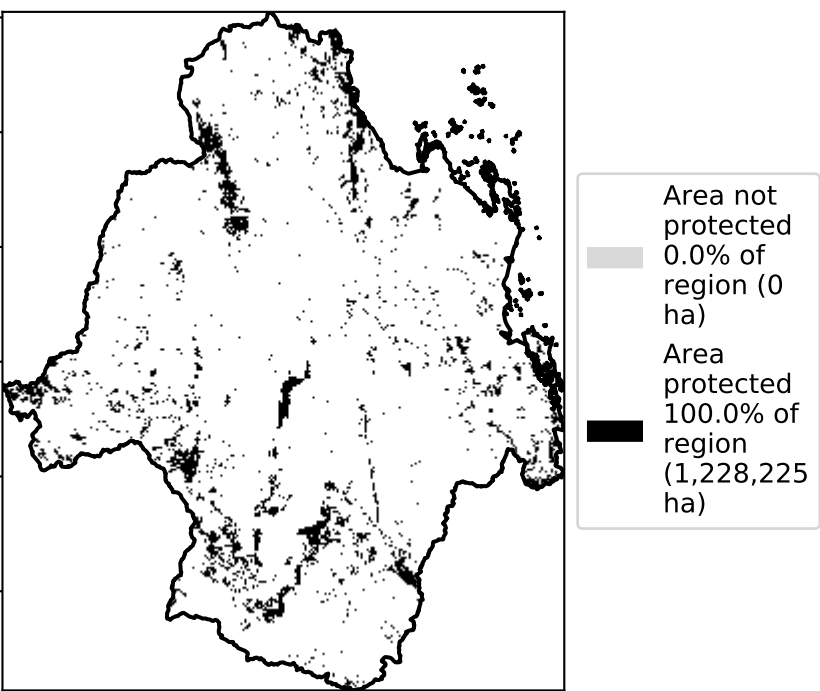 Area not
protected
0.0% of
region (0
ha)
Area
protected
100.0% of
region
(1,228,225
ha)